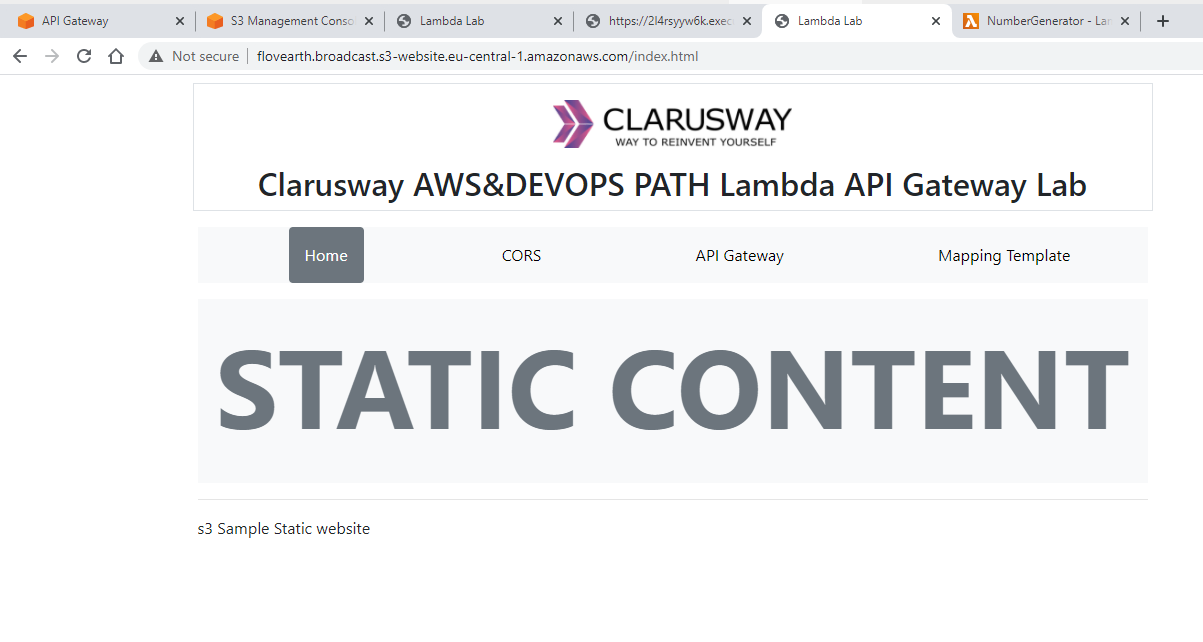 API Gateway
S3 Management Conso
Lambda Lab
https://2l4rsyyw6k.exec
Lambda Lab
NumberGenerator - Lar
Not secure
flovearth.broadcast.s3-website.eu-central-1.amazonaws.com/index.html
CLARUSWAY
WAY TO REINVENT YOURSELF
Clarusway AWS&DEVOPS PATH Lambda API Gateway Lab
Home
CORS
API Gateway
Mapping Template
STATIC CONTENT
s3 Sample Static website